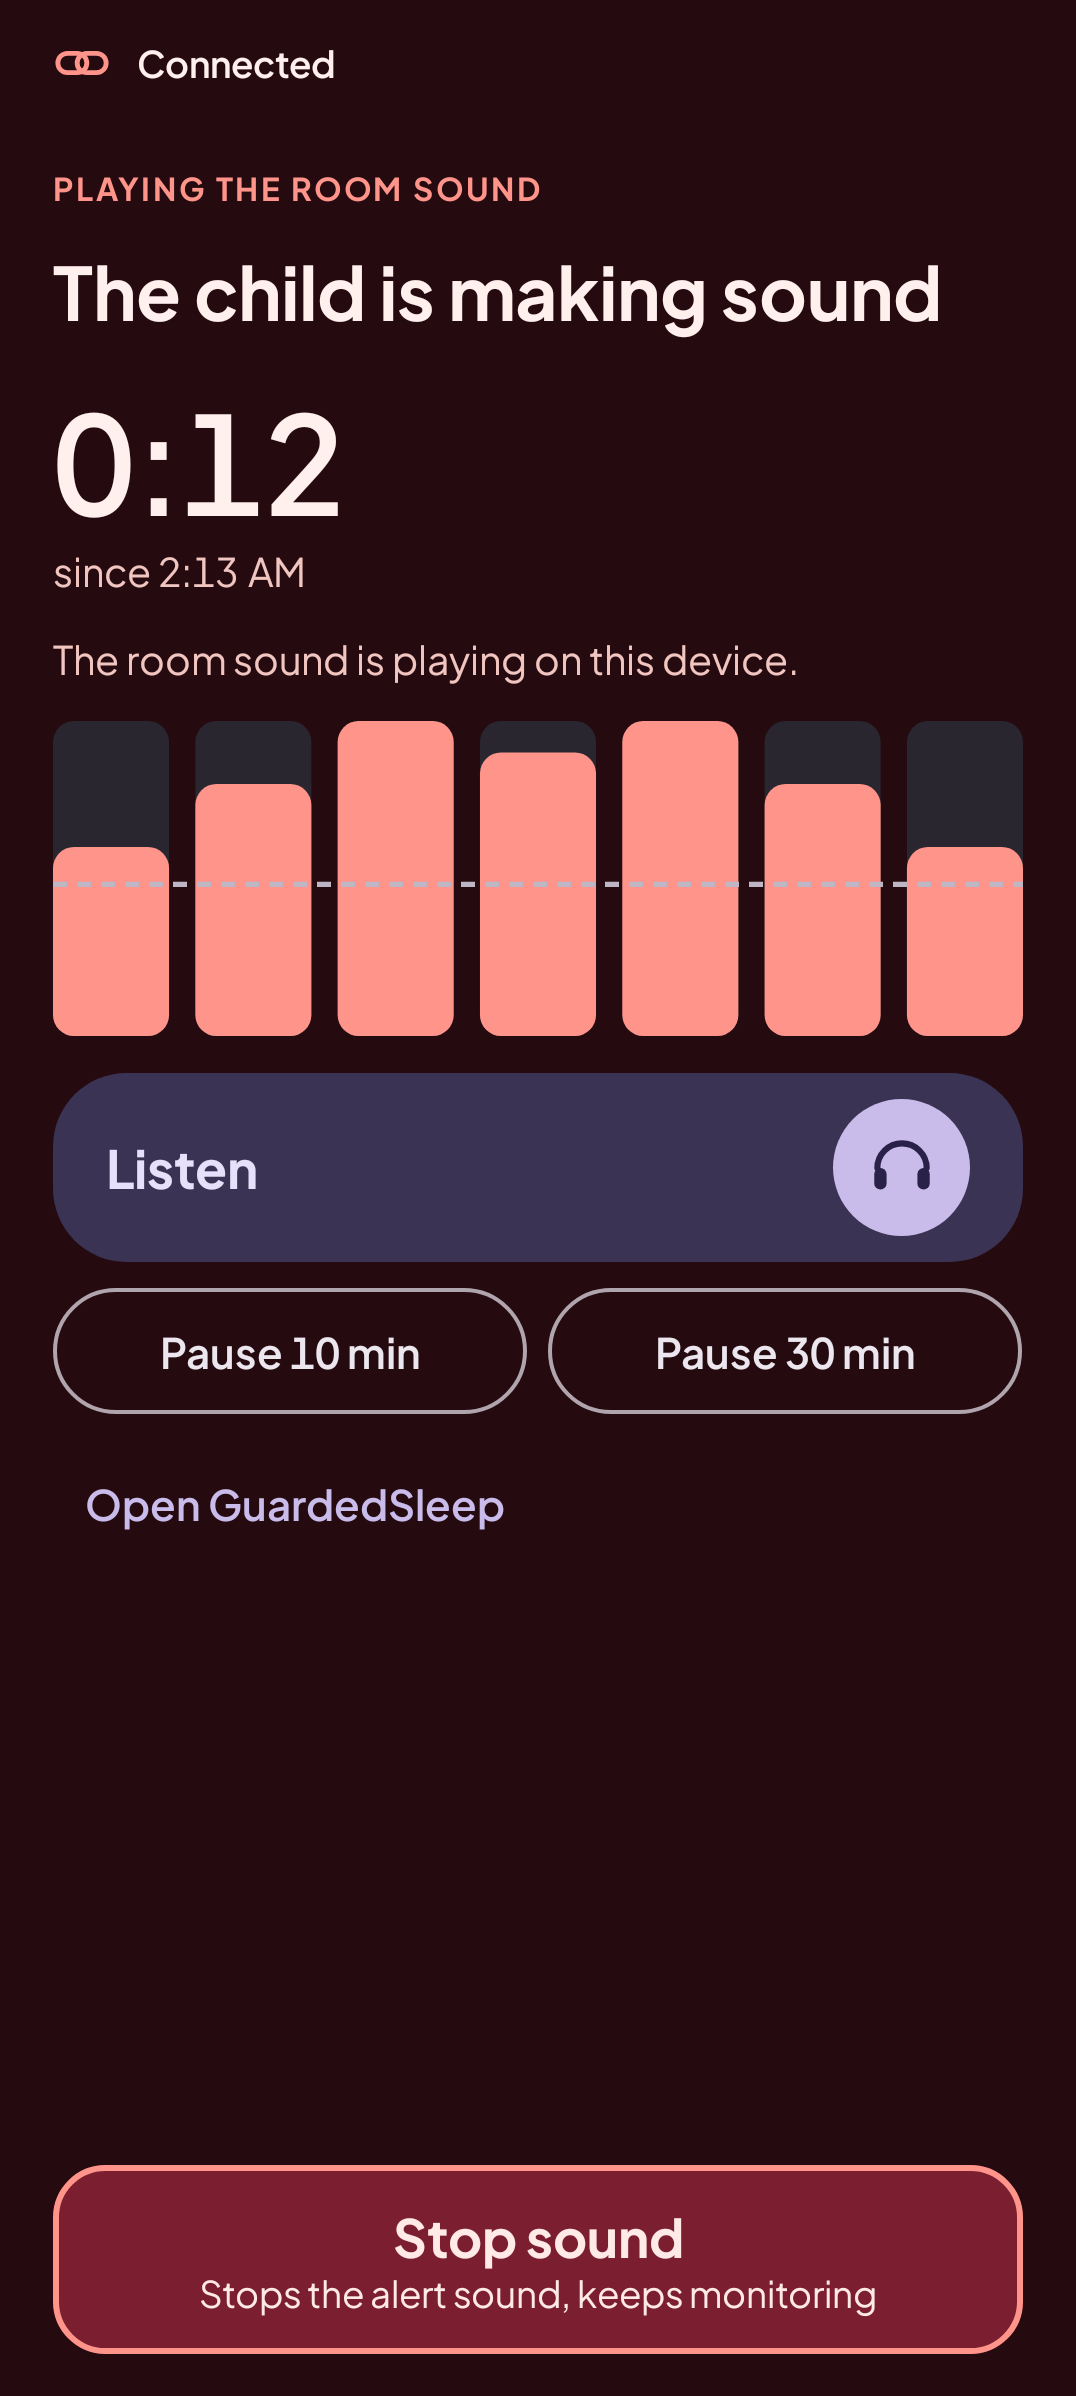 Connected
PLAYING THE ROOM SOUND
The child is making sound
0:12
since 2:13 AM
The room sound is playing on this device.
Listen
Pause 10 min
Pause 30 min
Open GuardedSleep
Stop sound
Stops the alert sound, keeps monitoring